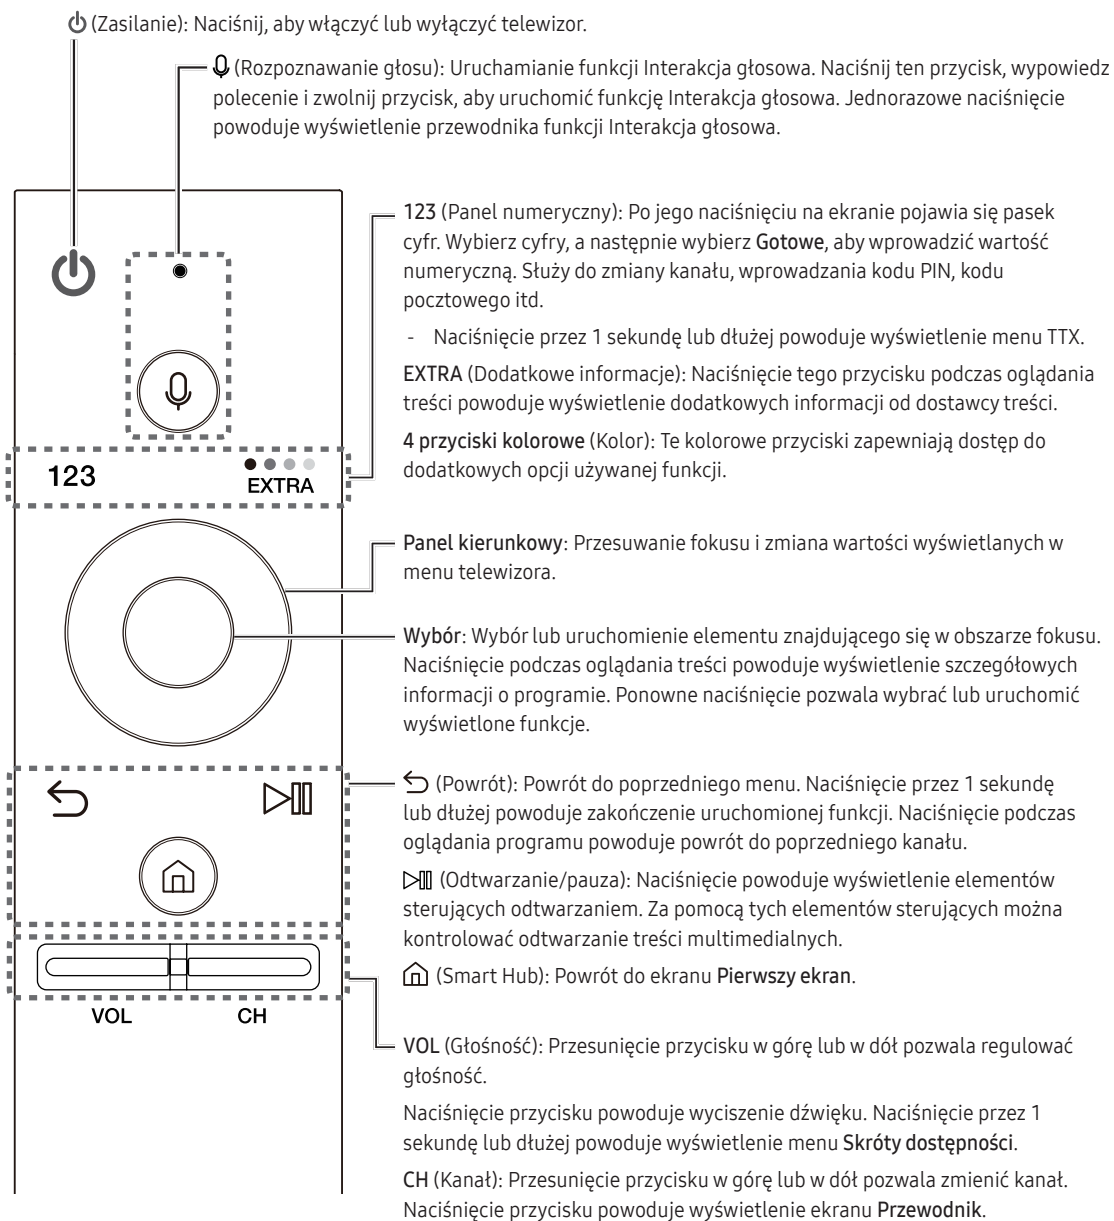 (Zasilanie): Naciśnij, aby włączyć lub wyłączyć telewizor.
(Rozpoznawanie głosu): Uruchamianie funkcji Interakcja głosowa. Naciśnij ten przycisk, wypowiedz
polecenie i zwolnij przycisk, aby uruchomić funkcję Interakcja głosowa. Jednorazowe naciśnięcie
powoduje wyświetlenie przewodnika funkcji Interakcja głosowa.
123 (Panel numeryczny): Po jego naciśnięciu na ekranie pojawia się pasek
cyfr. Wybierz cyfry, a następnie wybierz Gotowe, aby wprowadzić wartość
numeryczną. Służy do zmiany kanału, wprowadzania kodu PIN, kodu
pocztowego itd.
- Naciśnięcie przez 1 sekundę lub dłużej powoduje wyświetlenie menu TTX.
EXTRA (Dodatkowe informacje): Naciśnięcie tego przycisku podczas oglądania
treści powoduje wyświetlenie dodatkowych informacji od dostawcy treści.
4 przyciski kolorowe (Kolor): Te kolorowe przyciski zapewniają dostęp do
dodatkowych opcji używanej funkcji.
123
EXTRA
Panel kierunkowy: Przesuwanie fokusu i zmiana wartości wyświetlanych w
menu telewizora.
Wybór: Wybór lub uruchomienie elementu znajdującego się w obszarze fokusu.
Naciśnięcie podczas oglądania treści powoduje wyświetlenie szczegółowych
informacji o programie. Ponowne naciśnięcie pozwala wybrać lub uruchomić
wyświetlone funkcje.
(Powrót): Powrót do poprzedniego menu. Naciśnięcie przez 1 sekundę
lub dłużej powoduje zakończenie uruchomionej funkcji. Naciśnięcie podczas
oglądania programu powoduje powrót do poprzedniego kanału.
(Odtwarzanie/pauza): Naciśnięcie powoduje wyświetlenie elementów
sterujących odtwarzaniem. Za pomocą tych elementów sterujących można
kontrolować odtwarzanie treści multimedialnych.
(Smart Hub): Powrót do ekranu Pierwszy ekran.
VOL
CH
VOL (Głośność): Przesunięcie przycisku w górę lub w dół pozwala regulować
głośność.
Naciśnięcie przycisku powoduje wyciszenie dźwięku. Naciśnięcie przez 1
sekundę lub dłużej powoduje wyświetlenie menu Skróty dostępności.
CH (Kanał): Przesunięcie przycisku w górę lub w dół pozwala zmienić kanał.
Naciśnięcie przycisku powoduje wyświetlenie ekranu Przewodnik.